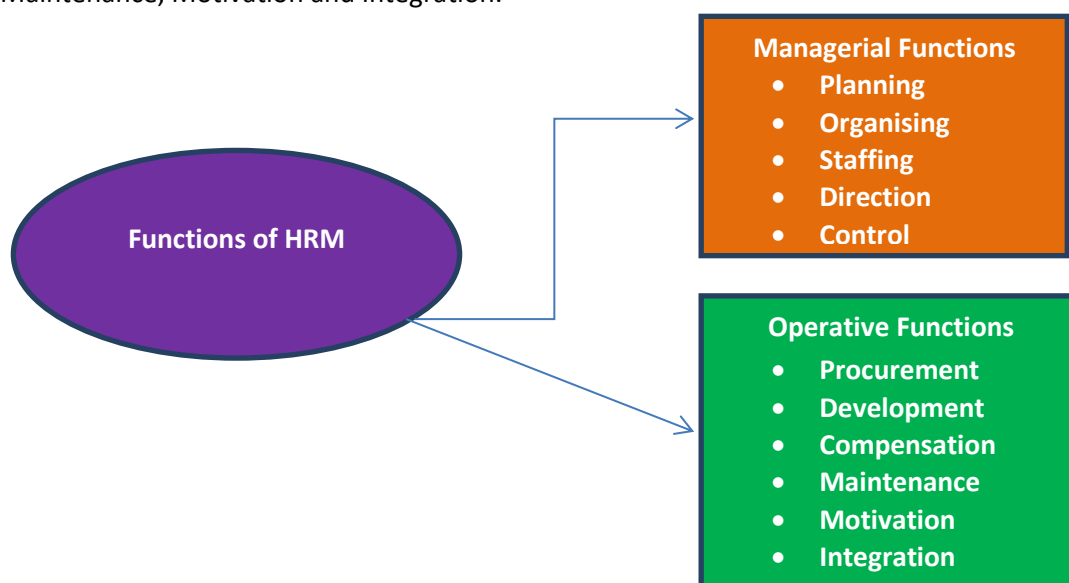 Maintenance, Motivation and Integration.
Functions of HRM
Managerial Functions
• Planning
• Organising
• Staffing
• Direction
• Control
Operative Functions
• Procurement
• Development
• Compensation
• Maintenance
• Motivation
• Integration